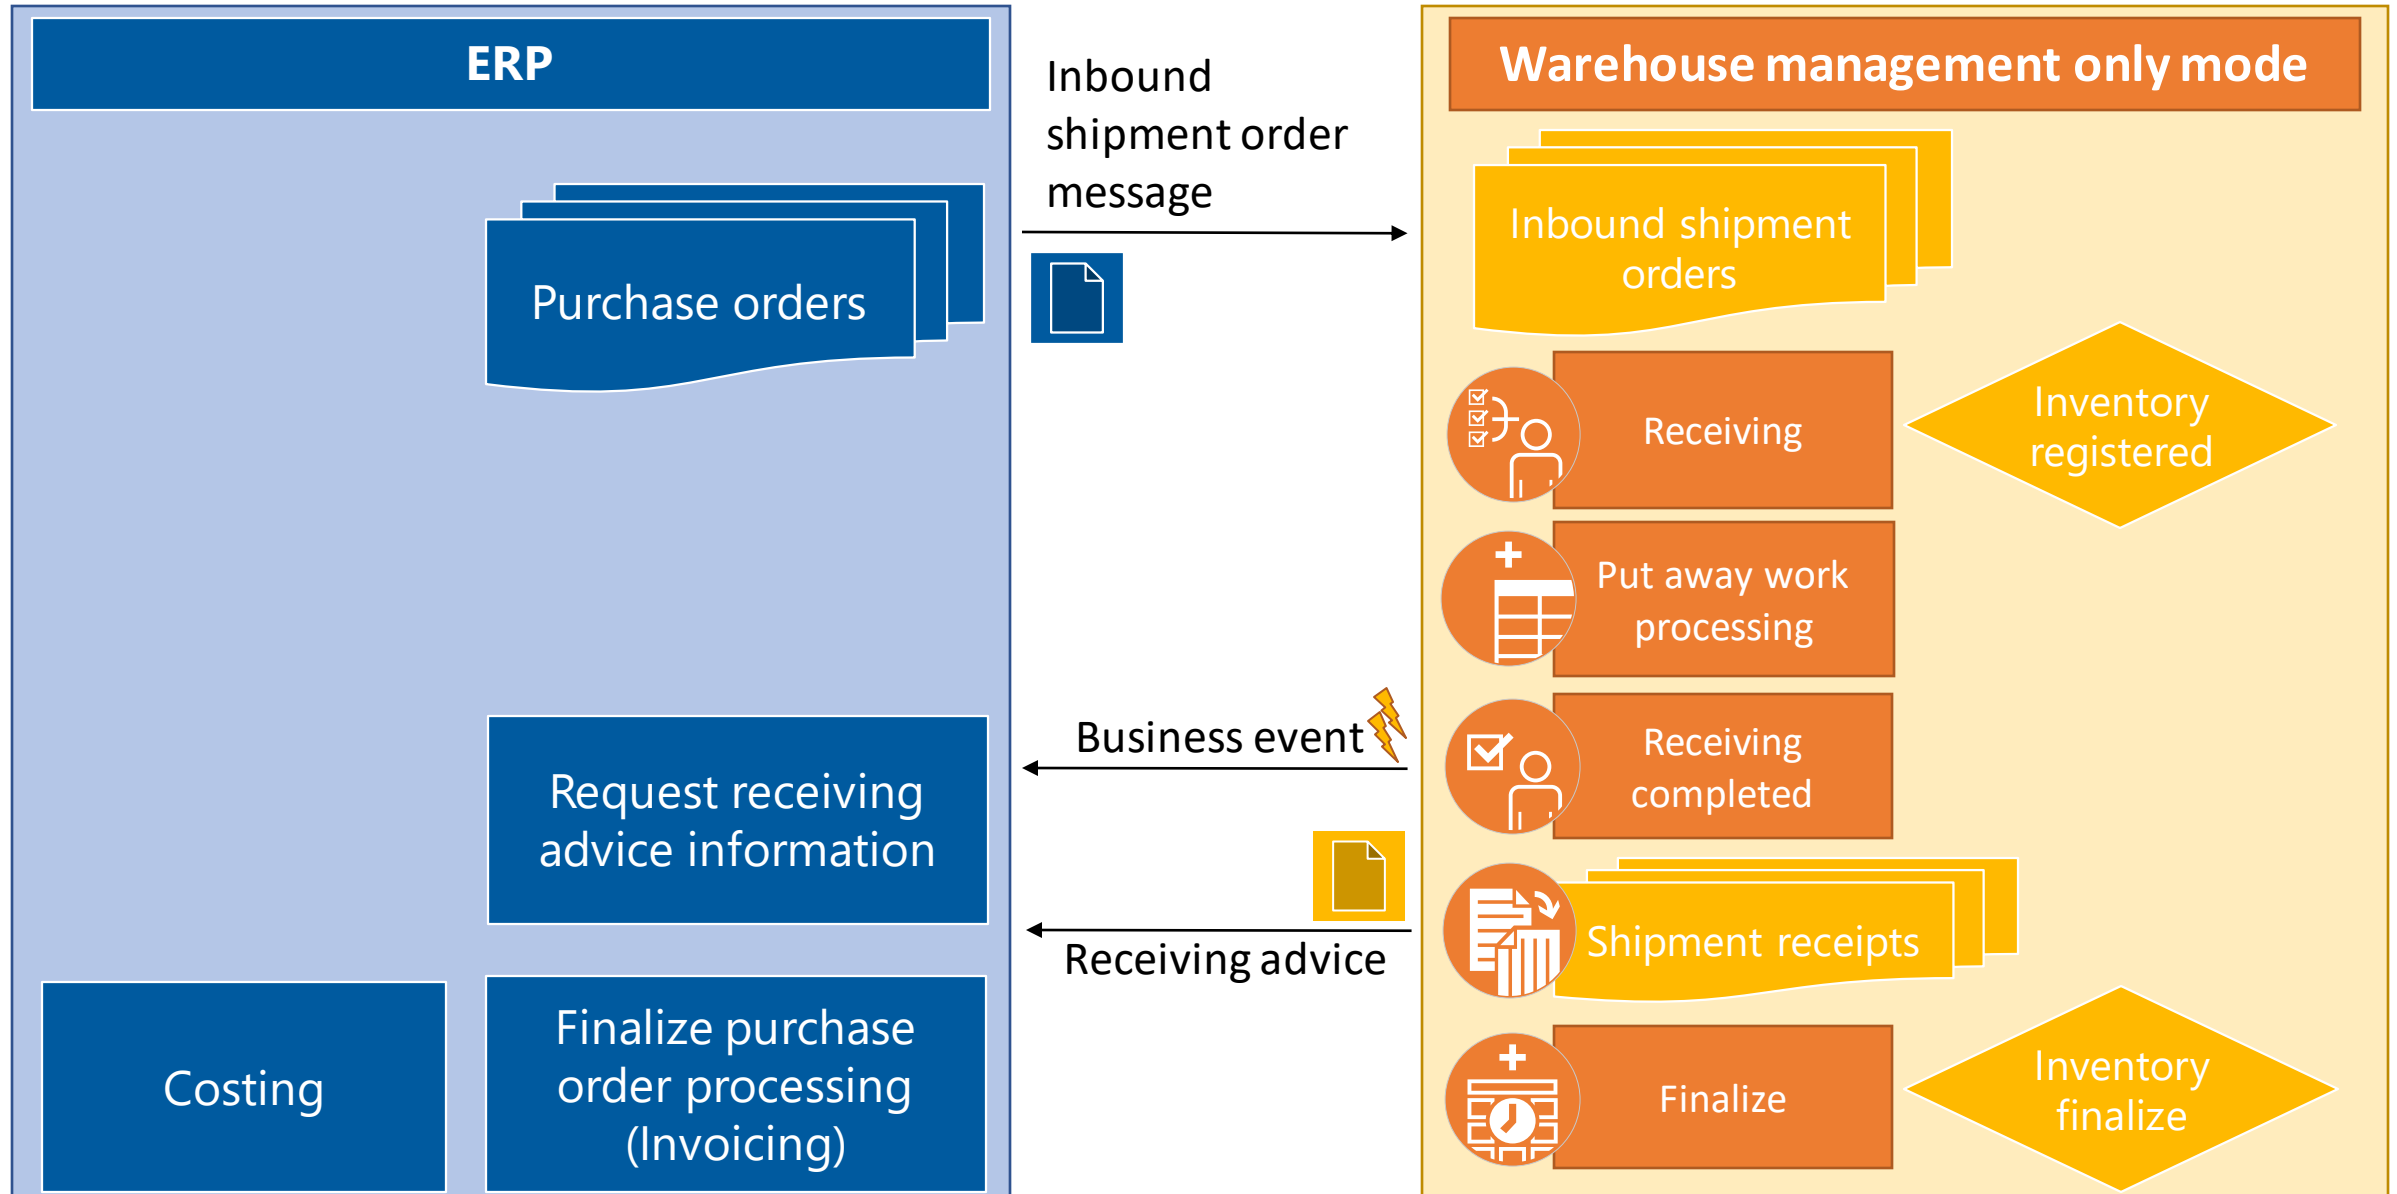 ERP
Purchase orders
Request receiving
advice information
Costing
Finalize purchase
order processing
(Invoicing)
Inbound
shipment order
message
Business event
Receiving advice
Warehouse management only mode
Inbound shipment
orders
Receiving
Inventory
registered
Put away work
processing
Receiving
completed
Shipment receipts
Finalize
Inventory
finalize